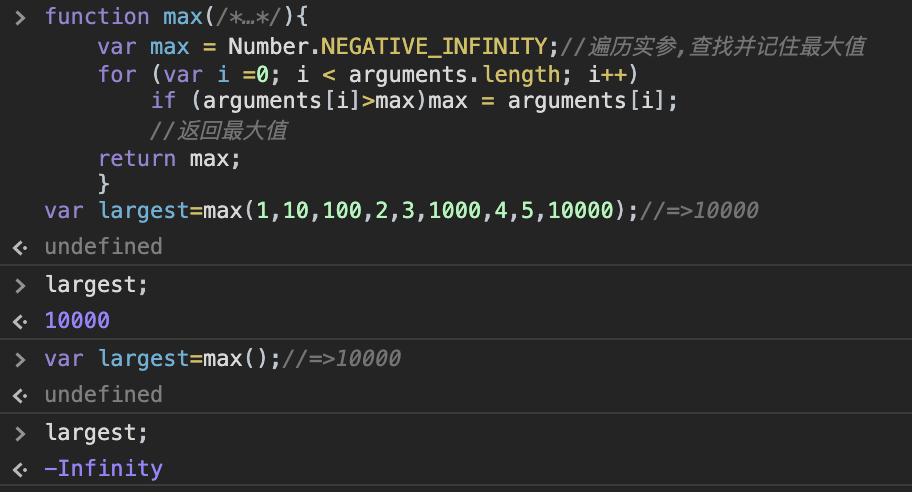 > function max(/*…*/){
var max = Number.NEGATIVE_INFINITY;//遍历实参,查找并记住最大值
for (var i =0; i < arguments.length; i++)
if (arguments[i]>max)max = arguments[i];
//返回最大值
return max;
}
var largest=max(1,10,100,2,3,1000,4,5,10000);//=>10000
undefined
> largest;
10000
> var largest=max();//=>10000
undefined
> largest;
-Infinity